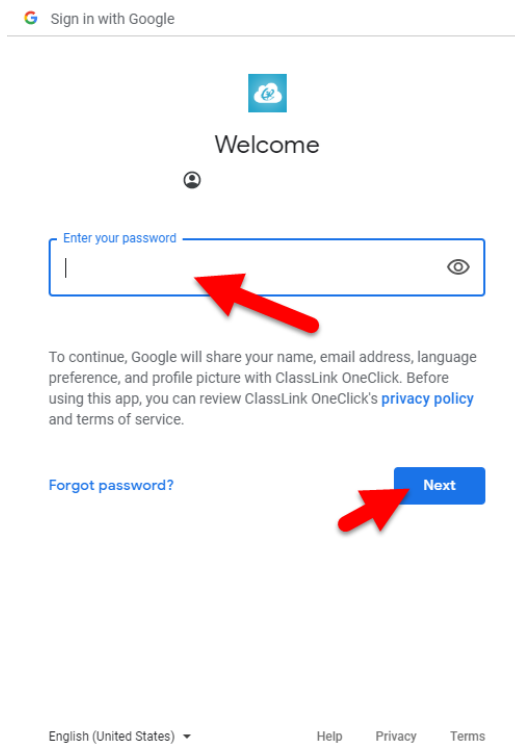 Sign in with Google
Welcome
Enter your password
To continue, Google will share your name, email address, language
preference, and profile picture with ClassLink OneClick. Before
using this app, you can review ClassLink OneClick's privacy policy
and terms of service.
Forgot password?
Next
English (United States)
Help
Privacy
Terms